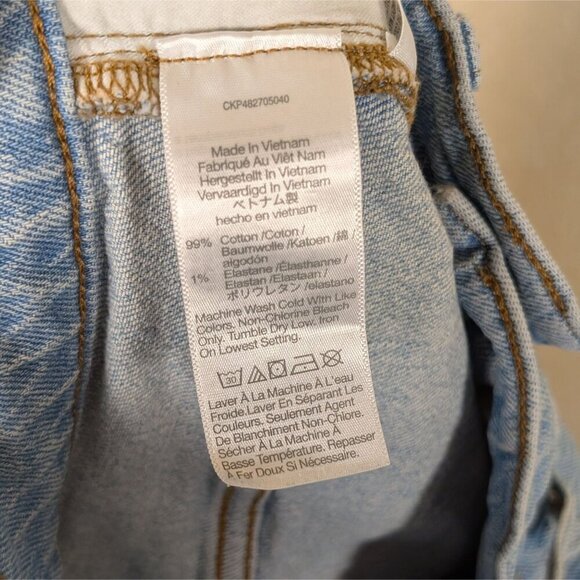 CKP482705040
Made In Vietnam
Fabriqué Au Viêt Nam
Hergestellt In Vietnam
Vervaardigd In Vietnam
ベトナム製
hecho en vietnam
99% Cotton /Coton /
Baumwolle /Katoen /綿 /
algodón
1% Elastane /Élasthanne /
Elastan /Elastaan /
ポリウレタン /elastano
Machine Wash Cold With Like
Colors. Non-Chlorine Bleach
Only. Tumble Dry Low. Iron
On Lowest Setting.
30
Laver À La Machine À L'eau
Froide.Laver En Séparant Les
Couleurs. Seulement Agent
De Blanchiment Non-Chlore.
Sécher À La Machine À
Basse Température. Repasser
À Fer Doux Si Nécessaire.